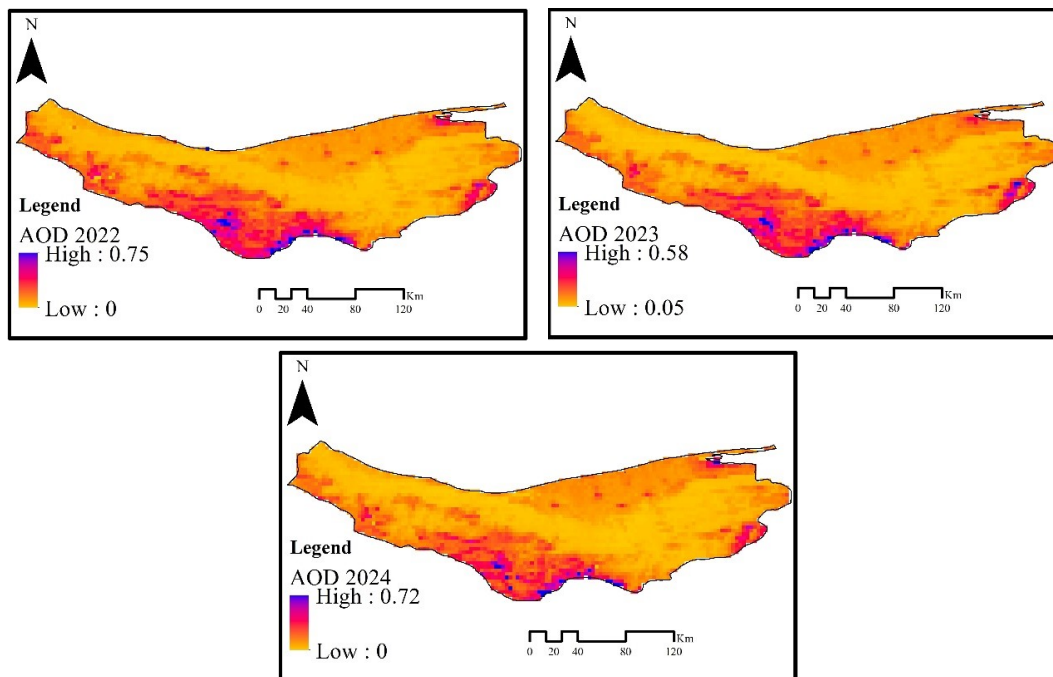 N
Legend
AOD 2022
High : 0.75
Low : 0
Km
0 20 40 80 120
N
Legend
AOD 2023
High : 0.58
Low : 0.05
Km
0 20 40 80 120
N
Legend
AOD 2024
High : 0.72
Low : 0
Km
0 20 40 80 120